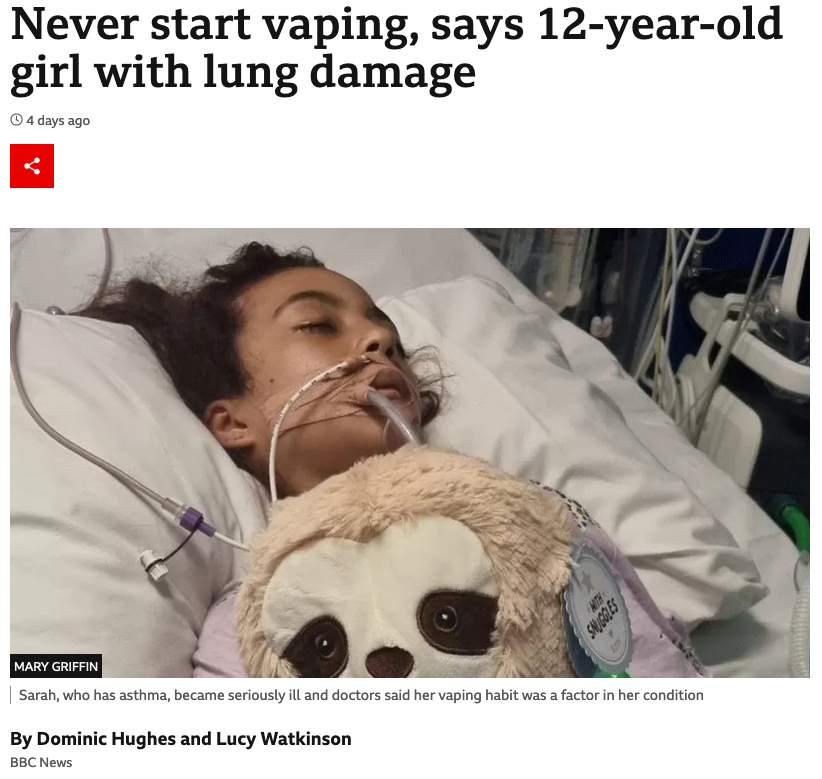 Never start vaping, says 12-year-old
girl with lung damage
4 days ago
WITH
SNUGGLES
MARY GRIFFIN
Sarah, who has asthma, became seriously ill and doctors said her vaping habit was a factor in her condition
By Dominic Hughes and Lucy Watkinson
BBC News